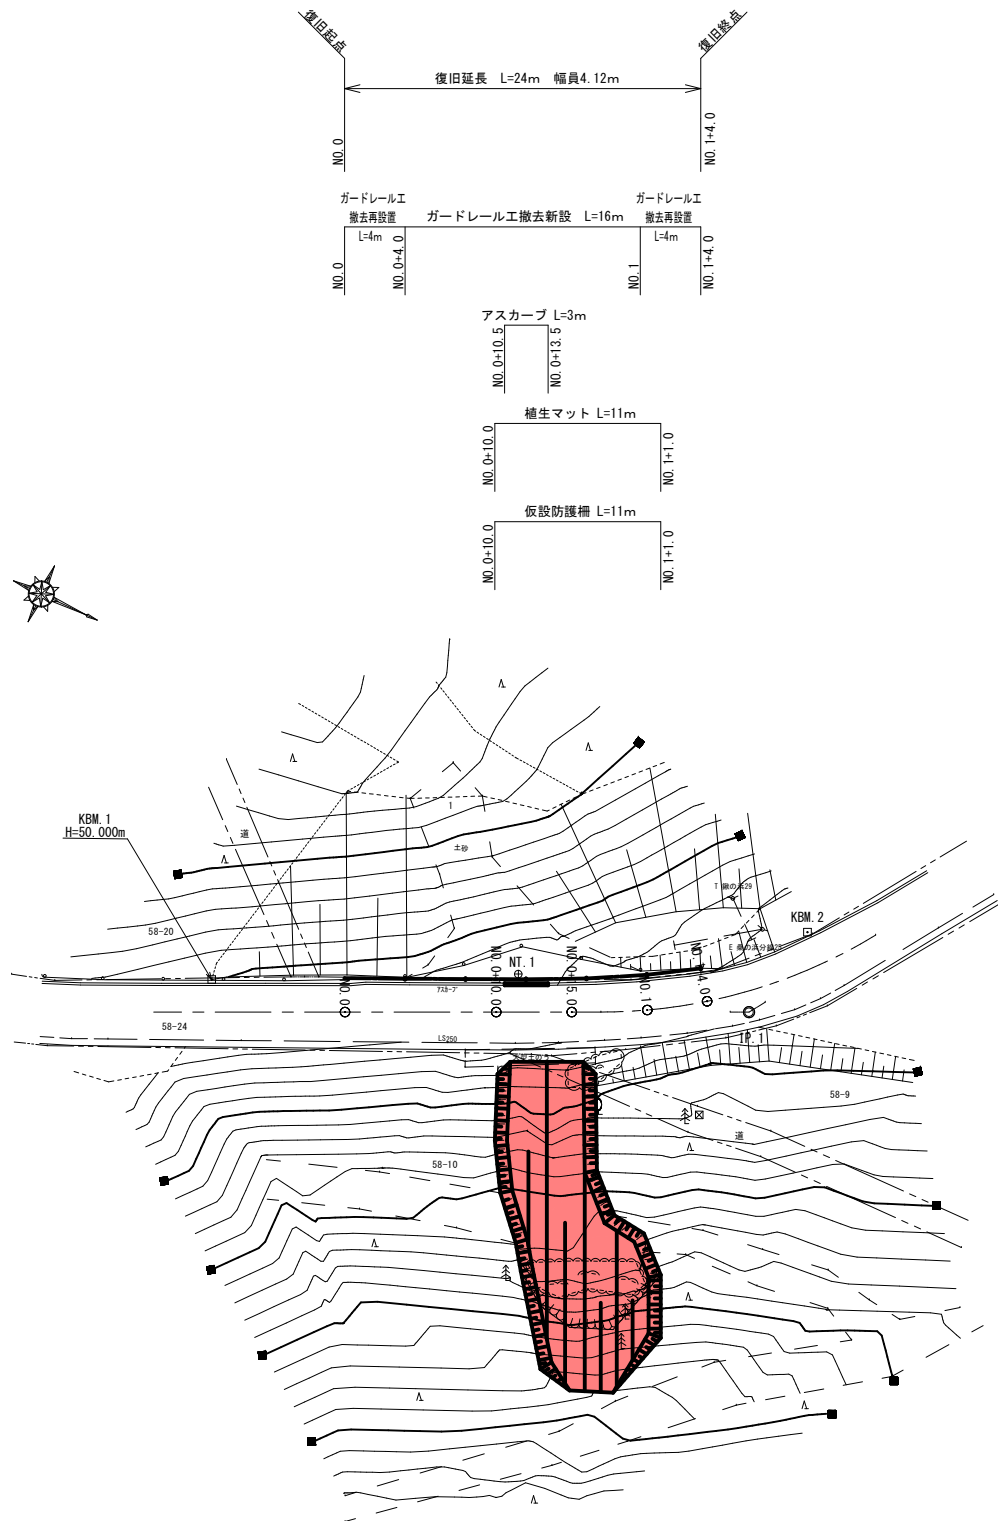 復旧起点
復旧終点
復旧延長 L=24m 幅員4.12m
NO.0
NO.1+4.0
ガードレール工
撤去再設置
L=4m
ガードレール工撤去新設 L=16m
ガードレール工
撤去再設置
L=4m
NO.0
NO.0+4.0
NO.1
NO.1+4.0
アスカーブ L=3m
NO.0+10.5
NO.0+13.5
植生マット L=11m
NO.0+10.0
NO.1+1.0
仮設防護柵 L=11m
NO.0+10.0
NO.1+1.0
KBM.1
H=50.000m
道
1
土砂
58-20
KBM.2
NT.1
アスカーブ
NO.0
NO.0+10.0
NO.0+15.0
NO.1
58-24
LS250
IP.1
58-9
道
58-10